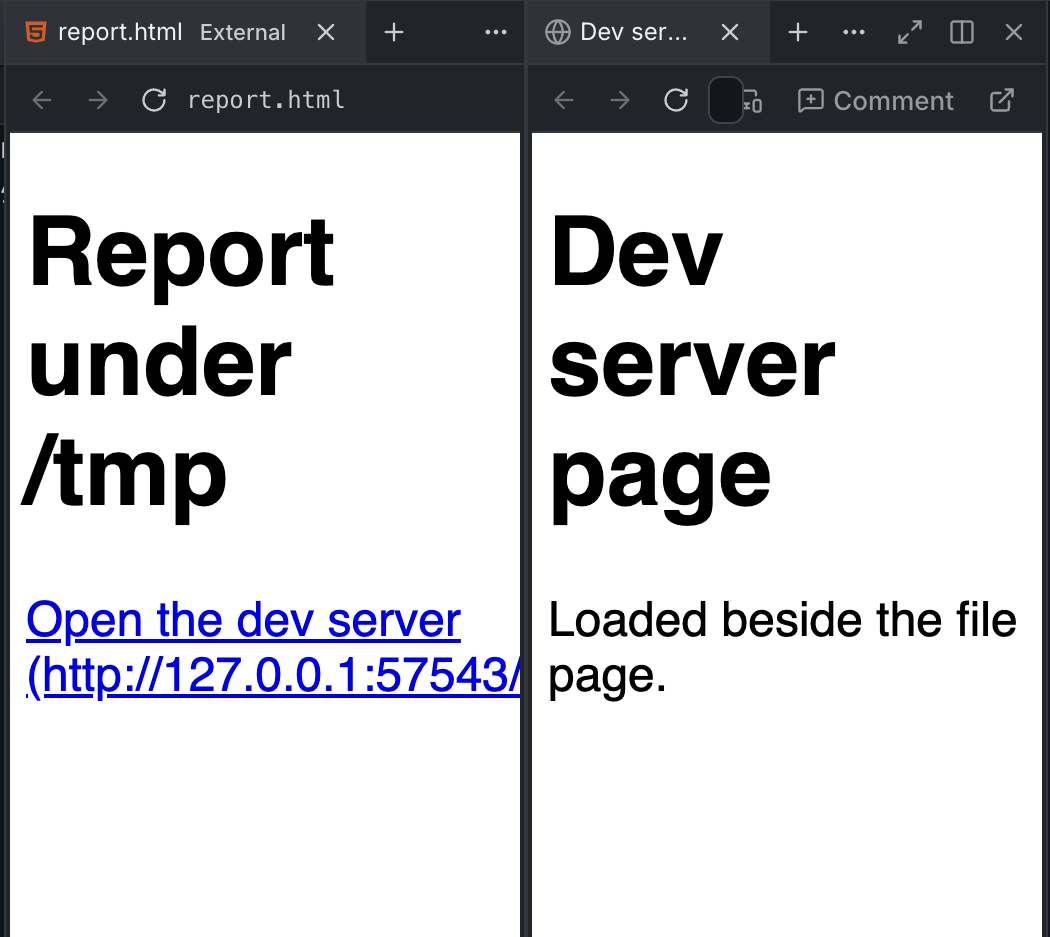 report.html External
Dev ser...
report.html
Comment
Report
under
/tmp
Open the dev server
(http://127.0.0.1:57543/
Dev
server
page
Loaded beside the file
page.